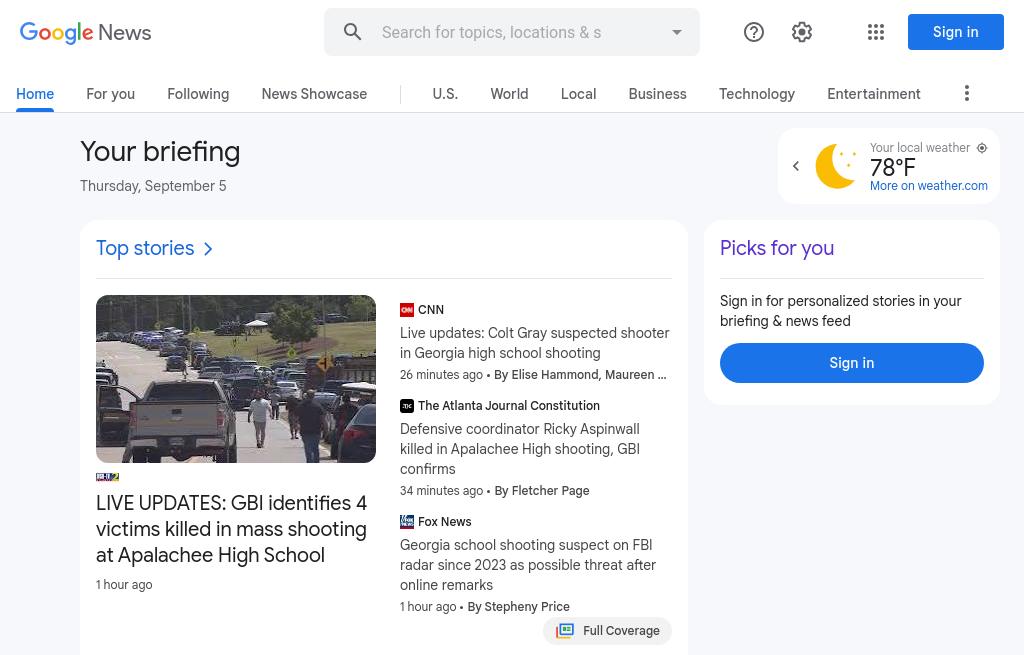 Google News
Search for topics, locations & s
Sign in
Home
For you
Following
News Showcase
U.S.
World
Local
Business
Technology
Entertainment
Your briefing
Thursday, September 5
Your local weather
78°F
More on weather.com
Top stories
LIVE UPDATES: GBI identifies 4
victims killed in mass shooting
at Apalachee High School
1 hour ago
CNN
CNN
Live updates: Colt Gray suspected shooter
in Georgia high school shooting
26 minutes ago • By Elise Hammond, Maureen ...
The Atlanta Journal Constitution
Defensive coordinator Ricky Aspinwall
killed in Apalachee High shooting, GBI
confirms
34 minutes ago • By Fletcher Page
Fox News
Georgia school shooting suspect on FBI
radar since 2023 as possible threat after
online remarks
1 hour ago • By Stepheny Price
Full Coverage
Picks for you
Sign in for personalized stories in your
briefing & news feed
Sign in